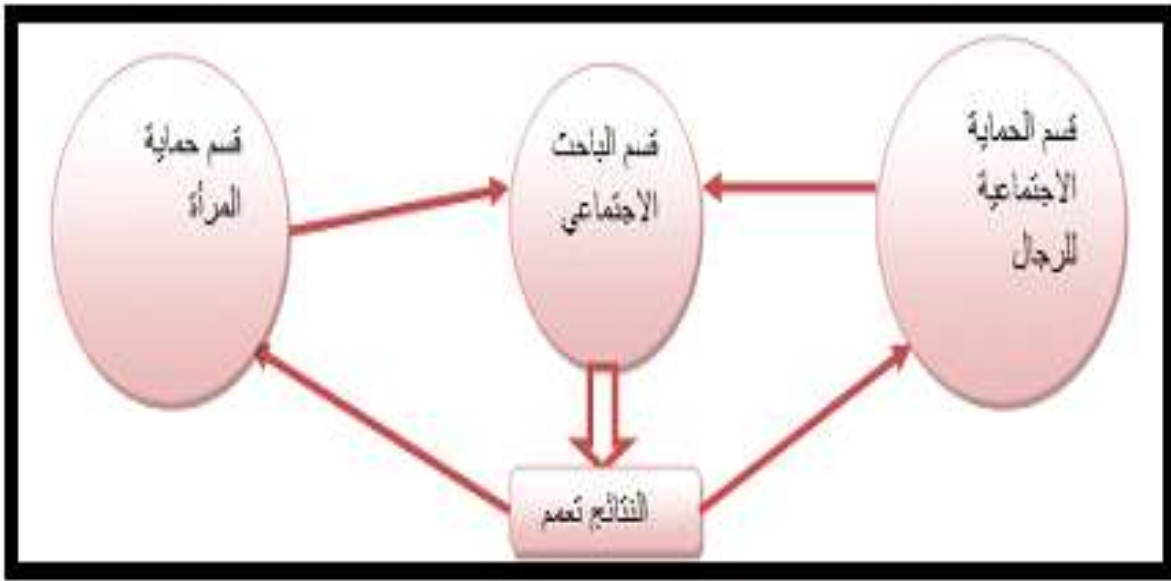 قسم الحماية
الاجتماعية
للرجال
قسم الباحث
الاجتماعي
قسم حماية
المرأة
النتائج تعمم